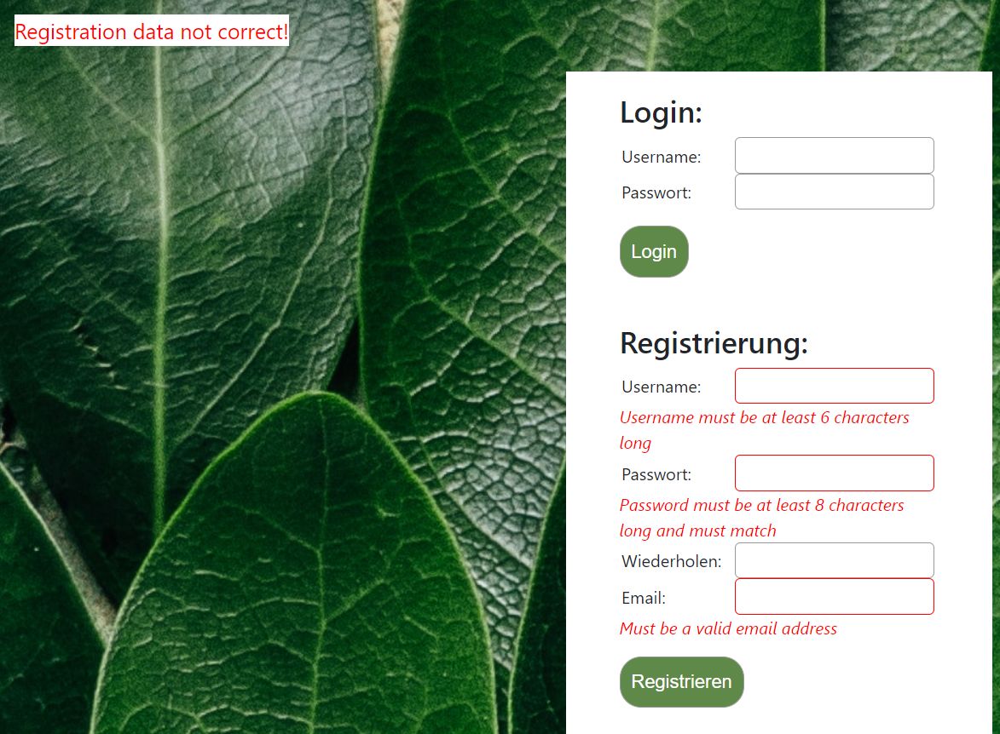 Registration data not correct!
Login:
Username:
Passwort:
Login
Registrierung:
Username:
Username must be at least 6 characters
long
Passwort:
Password must be at least 8 characters
long and must match
Wiederholen:
Email:
Must be a valid email address
Registrieren